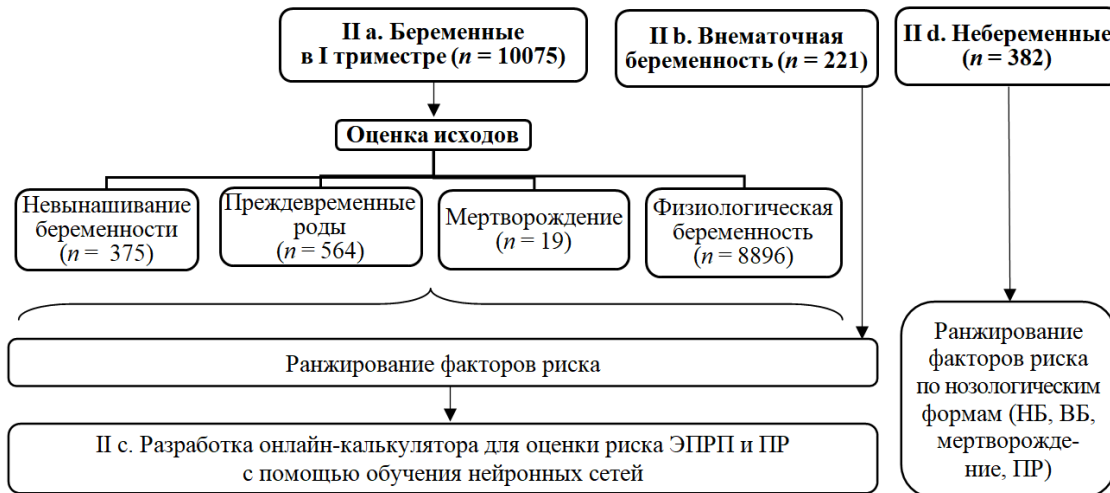 II a. Беременные
в I триместре (n = 10075)
II b. Внематочная
беременность (n = 221)
II d. Небеременные
(n = 382)
Оценка исходов
Невынашивание
беременности
(n = 375)
Преждевременные
роды
(n = 564)
Мертворождение
(n = 19)
Физиологическая
беременность
(n = 8896)
Ранжирование факторов риска
II c. Разработка онлайн-калькулятора для оценки риска ЭПРП и ПР
с помощью обучения нейронных сетей
Ранжирование
факторов риска
по нозологическим
формам (НБ, ВБ,
мертворожде-
ние, ПР)